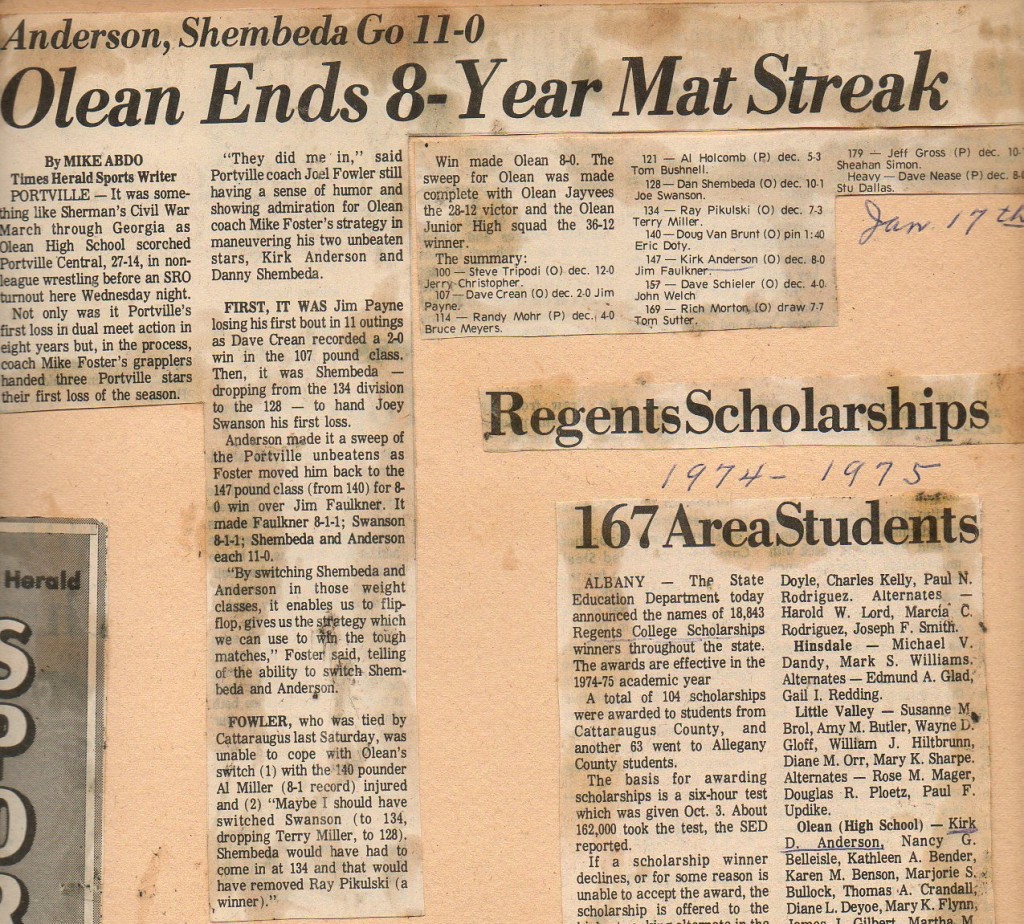 Anderson, Shembeda Go 11-0
Olean Ends 8-Year Mat Streak
By MIKE ABDO
Times Herald Sports Writer
PORTVILLE — It was some-
thing like Sherman's Civil War
March through Georgia as
Olean High School scorched
Portville Central, 27-14, in non-
league wrestling before an SRO
turnout here Wednesday night.
Not only was it Portville's
first loss in dual meet action in
eight years but, in the process,
coach Mike Foster's grapplers
handed three Portville stars
their first loss of the season.
"They did me in," said
Portville coach Joel Fowler still
having a sense of humor and
showing admiration for Olean
coach Mike Foster's strategy in
maneuvering his two unbeaten
stars, Kirk Anderson and
Danny Shembeda.
FIRST, IT WAS Jim Payne
losing his first bout in 11 outings
as Dave Crean recorded a 2-0
win in the 107 pound class.
Then, it was Shembeda —
dropping from the 134 division
to the 128 — to hand Joey
Swanson his first loss.
Anderson made it a sweep of
the Portville unbeatens as
Foster moved him back to the
147 pound class (from 140) for 8-
0 win over Jim Faulkner. It
made Faulkner 8-1-1; Swanson
8-1-1; Shembeda and Anderson
each 11-0.
"By switching Shembeda and
Anderson in those weight
classes, it enables us to flip-
flop, gives us the strategy which
we can use to win the tough
matches," Foster said, telling
of the ability to switch Shem-
beda and Anderson.
FOWLER, who was tied by
Cattaraugus last Saturday, was
unable to cope with Olean's
switch (1) with the 140 pounder
Al Miller (8-1 record) injured
and (2) "Maybe I should have
switched Swanson (to 134,
dropping Terry Miller, to 128).
Shembeda would have had to
come in at 134 and that would
have removed Ray Pikulski (a
winner)."
Win made Olean 8-0. The
sweep for Olean was made
complete with Olean Jayvees
the 28-12 victor and the Olean
Junior High squad the 36-12
winner.
The summary:
100 — Steve Tripodi (O) dec. 12-0
Jerry Christopher.
107 — Dave Crean (O) dec. 2-0 Jim
Payne.
114 — Randy Mohr (P) dec. 4-0
Bruce Meyers.
121 — Al Holcomb (P) dec. 5-3
Tom Bushnell.
128 — Dan Shembeda (O) dec. 10-1
Joe Swanson.
134 — Ray Pikulski (O) dec. 7-3
Terry Miller.
140 — Doug Van Brunt (O) pin 1:40
Eric Doty.
147 — Kirk Anderson (O) dec. 8-0
Jim Faulkner.
157 — Dave Schieler (O) dec. 4-0
John Welch
169 — Rich Morton (O) draw 7-7
Tom Sutter.
179 — Jeff Gross (P) dec. 10-
Sheahan Simon.
Heavy — Dave Nease (P) dec. 8-
Stu Dallas.
Jan. 17th
Regents Scholarships
1974 - 1975
167 Area Students
ALBANY — The State
Education Department today
announced the names of 18,843
Regents College Scholarships
winners throughout the state.
The awards are effective in the
1974-75 academic year
A total of 104 scholarships
were awarded to students from
Cattaraugus County, and
another 63 went to Allegany
County students.
The basis for awarding
scholarships is a six-hour test
which was given Oct. 3. About
162,000 took the test, the SED
reported.
If a scholarship winner
declines, or for some reason is
unable to accept the award, the
scholarship is offered to the
Doyle, Charles Kelly, Paul N.
Rodriguez. Alternates —
Harold W. Lord, Marcia C.
Rodriguez, Joseph F. Smith.
Hinsdale — Michael V.
Dandy, Mark S. Williams.
Alternates — Edmund A. Glad,
Gail I. Redding.
Little Valley — Susanne M.
Brol, Amy M. Butler, Wayne D.
Gloff, William J. Hiltbrunn,
Diane M. Orr, Mary K. Sharpe.
Alternates — Rose M. Mager,
Douglas R. Ploetz, Paul F.
Updike.
Olean (High School) — Kirk
D. Anderson, Nancy G.
Belleisle, Kathleen A. Bender,
Karen M. Benson, Marjorie S.
Bullock, Thomas A. Crandall,
Diane L. Deyoe, Mary K. Flynn,
James L. Gilbert, Martha M.
Herald
S
P
O
R